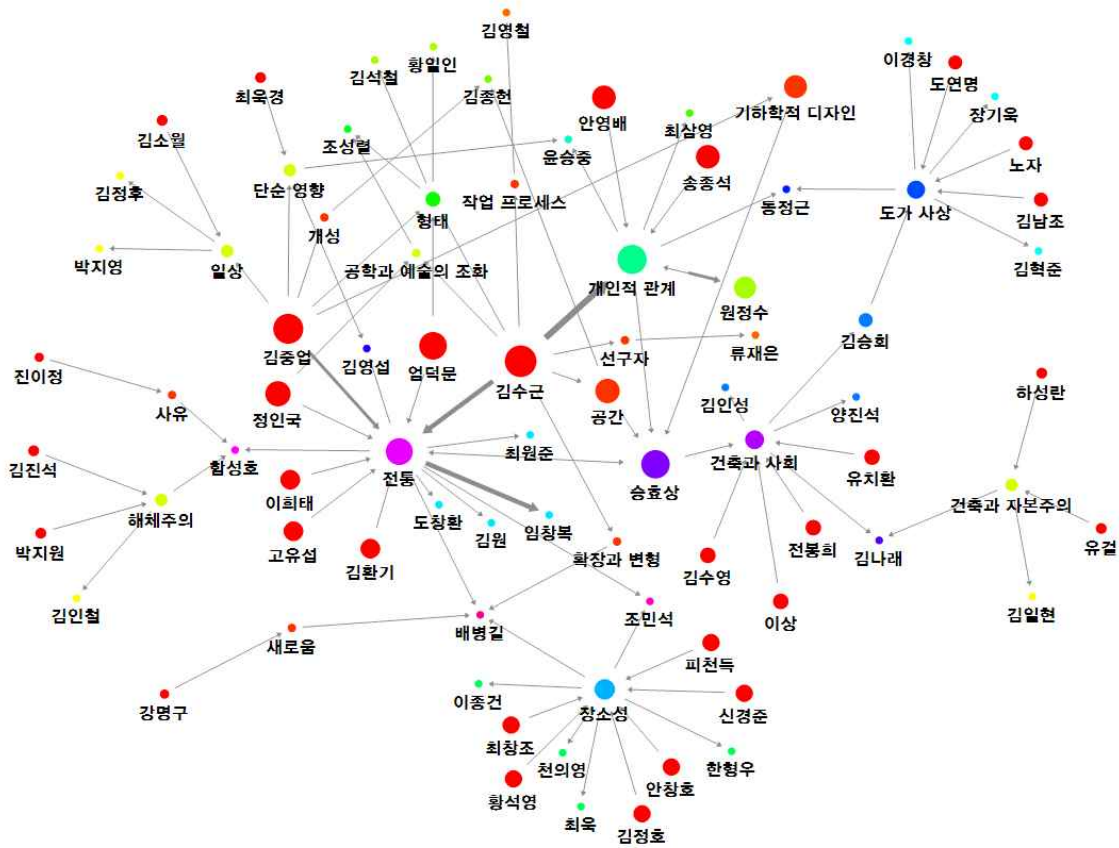 김영철
황일인
이경창
김석철
도연명
최욱경
김종헌
장기욱
안영배
기하학적 디자인
최삼영
김소월
조성렬
윤승중
노자
단순 영향
송종석
김정후
작업 프로세스
동정근
도가 사상
형태
김남조
개성
박지영
일상
공학과 예술의 조화
김혁준
개인적 관계
원정수
김중업
김영섭
엄덕문
김수근
선구자
류재은
김승회
진이정
사유
정인국
공간
김인성
양진석
하성란
김진석
함성호
전통
최원준
승효상
건축과 사회
유치환
이희태
해체주의
도창환
김원
임창복
건축과 자본주의
박지원
고유섭
김환기
확장과 변형
김수영
전봉희
김나래
유걸
김인철
배병길
조민석
이상
김일현
새로움
피천득
강명구
이종건
장소성
신경준
최창조
천의영
한형우
황석영
안창호
최욱
김정호